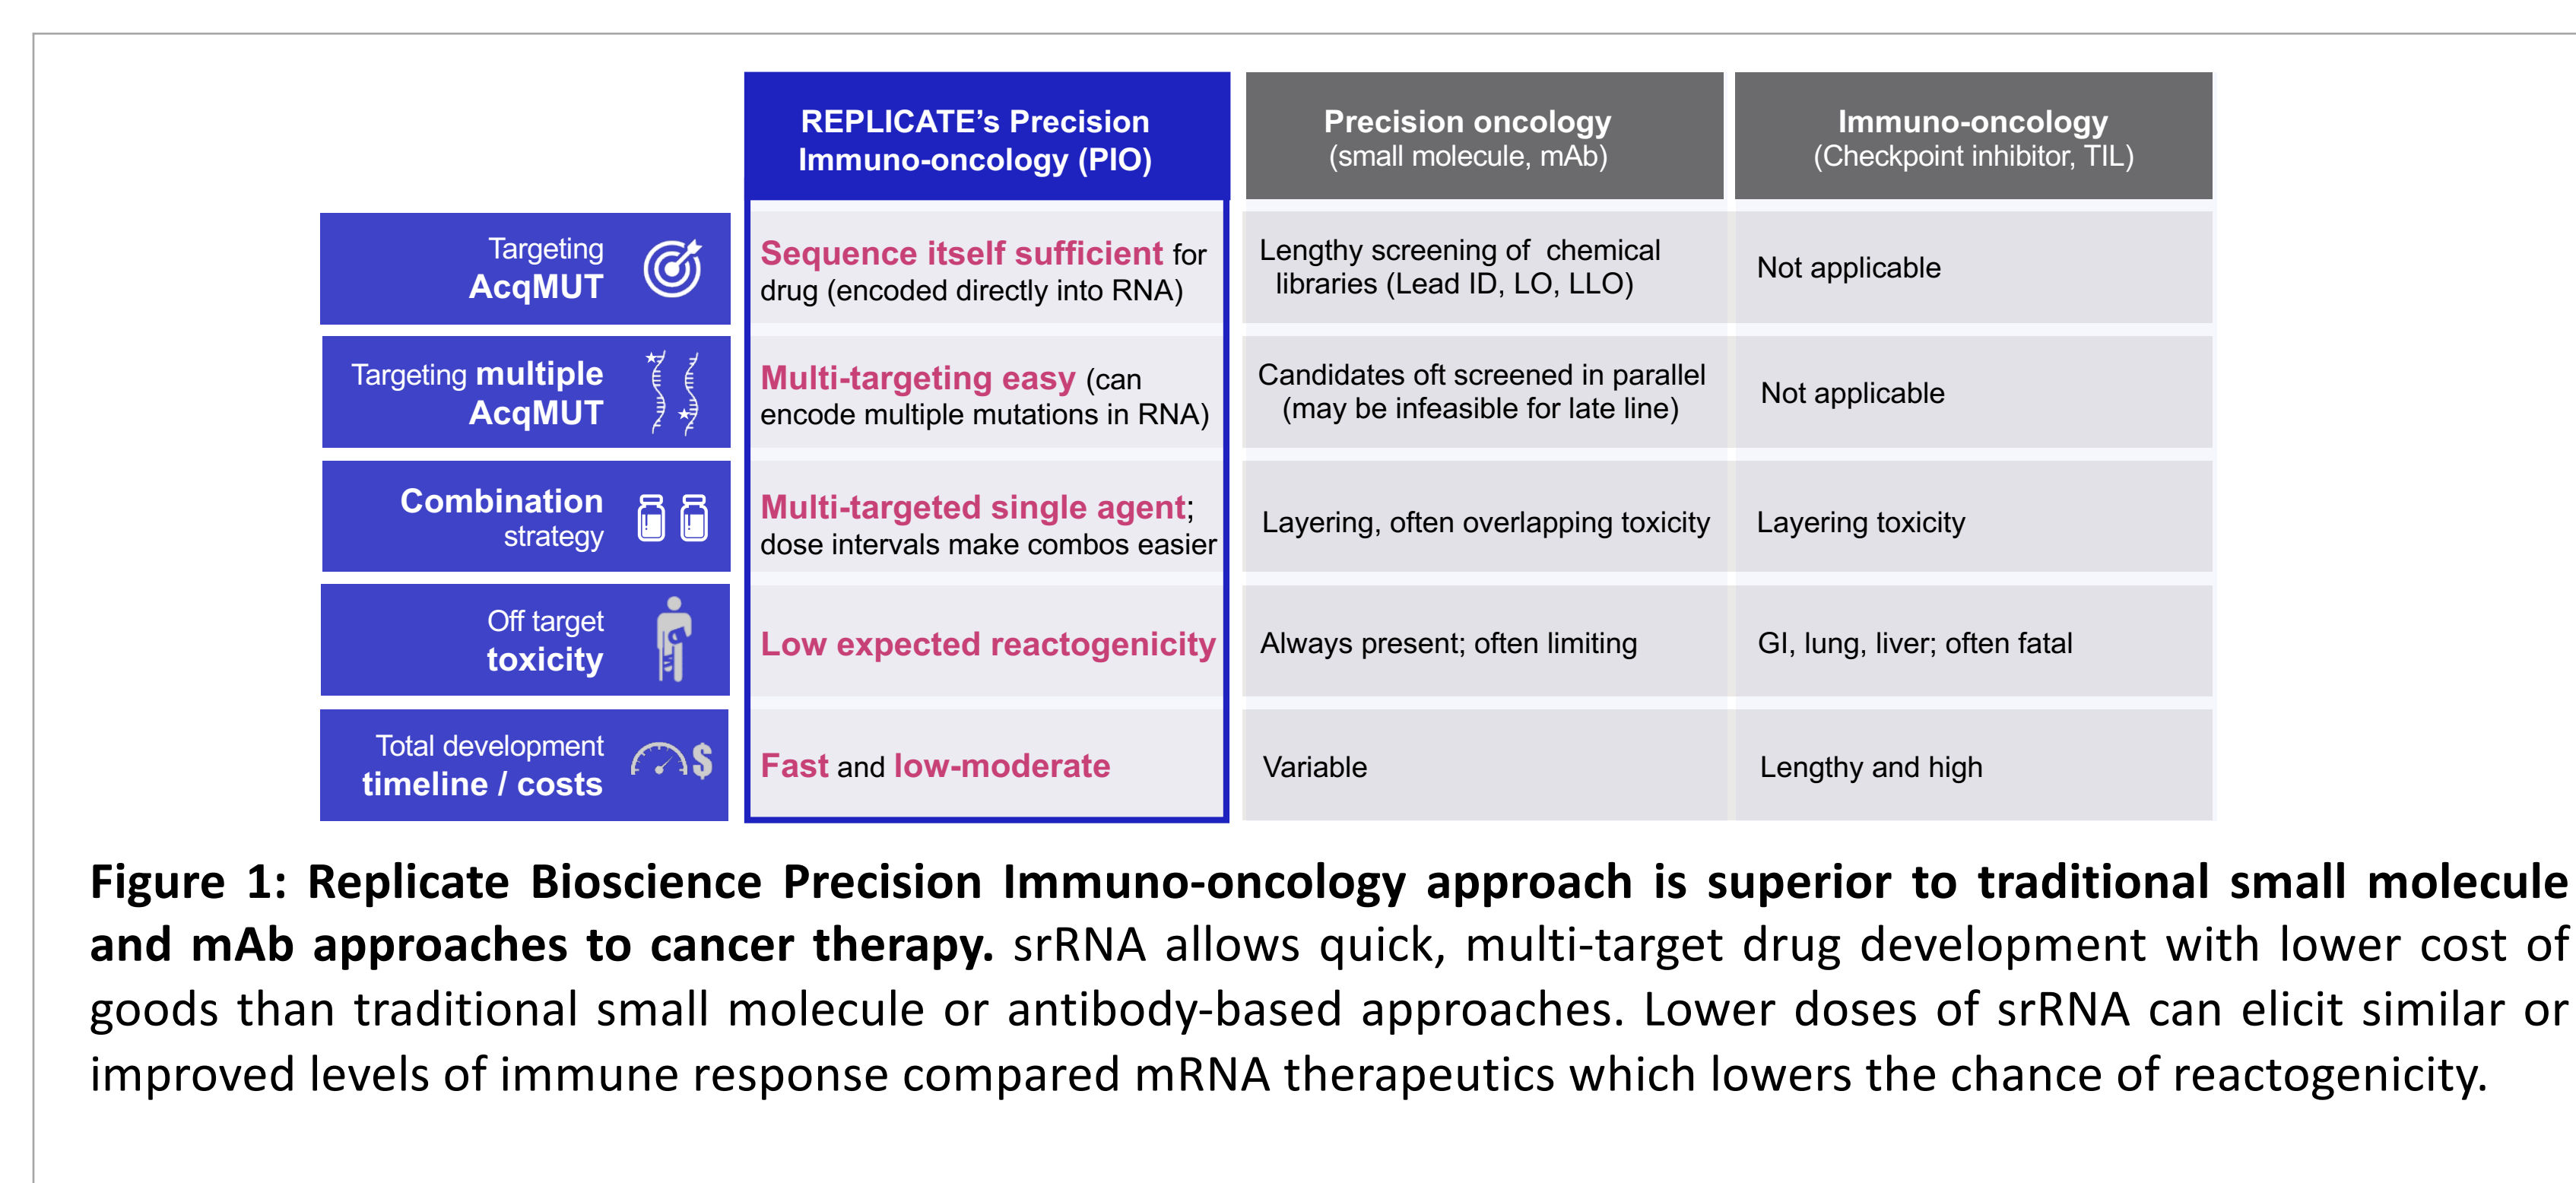 REPLICATE's Precision
Immuno-oncology (PIO)
Precision oncology
(small molecule, mAb)
Immuno-oncology
(Checkpoint inhibitor, TIL)
Targeting
AcqMUT
Sequence itself sufficient for
drug (encoded directly into RNA)
Lengthy screening of chemical
libraries (Lead ID, LO, LLO)
Not applicable
Targeting multiple
AcqMUT
Multi-targeting easy (can
encode multiple mutations in RNA)
Candidates oft screened in parallel
(may be infeasible for late line)
Not applicable
Combination
strategy
Multi-targeted single agent;
dose intervals make combos easier
Layering, often overlapping toxicity
Layering toxicity
Off target
toxicity
Low expected reactogenicity
Always present; often limiting
GI, lung, liver; often fatal
Total development
timeline / costs
$
Fast and low-moderate
Variable
Lengthy and high
Figure 1: Replicate Bioscience Precision Immuno-oncology approach is superior to traditional small molecule
and mAb approaches to cancer therapy. srRNA allows quick, multi-target drug development with lower cost of
goods than traditional small molecule or antibody-based approaches. Lower doses of srRNA can elicit similar or
improved levels of immune response compared mRNA therapeutics which lowers the chance of reactogenicity.